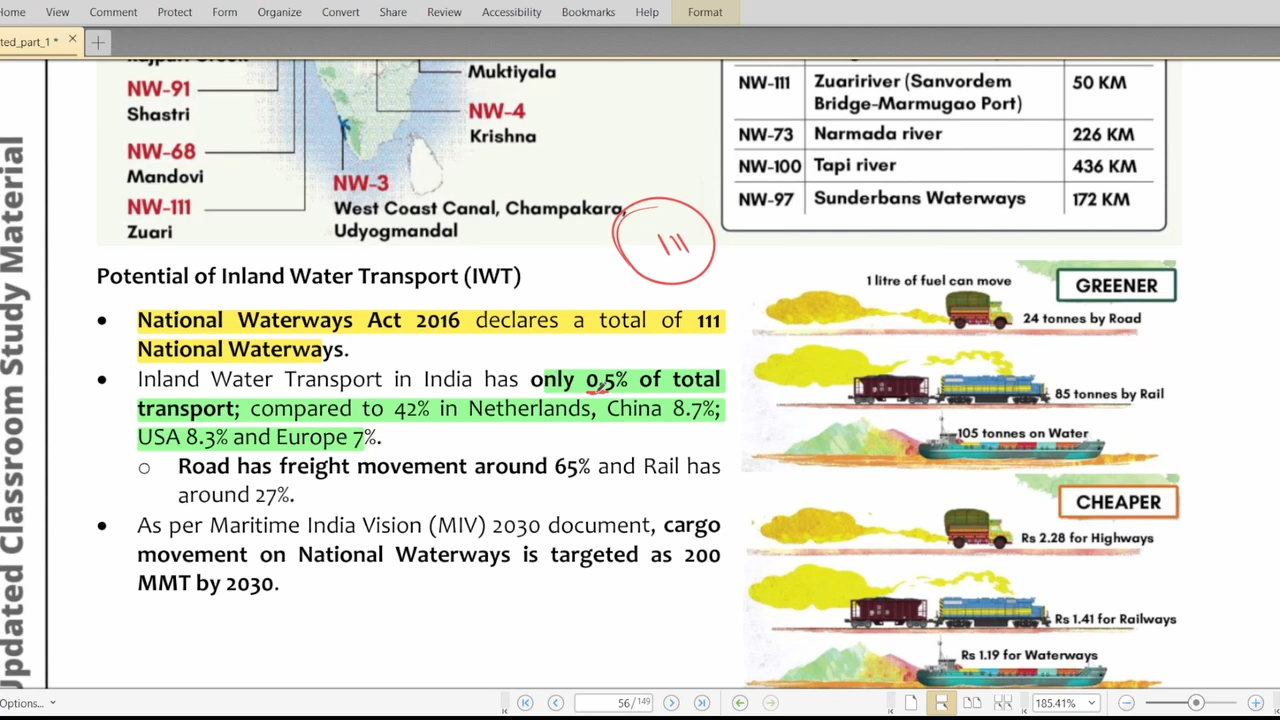 Home View Comment Protect Form Organize Convert Share Review Accessibility Bookmarks Help Format
ted_part_1 *
NW-91
Shastri
NW-68
Mandovi
NW-111
Zuari
Muktiyala
NW-4
Krishna
NW-3
West Coast Canal, Champakara,
Udyogmandal
111
NW-111 Zuaririver (Sanvordem Bridge-Marmugao Port) 50 KM
NW-73 Narmada river 226 KM
NW-100 Tapi river 436 KM
NW-97 Sunderbans Waterways 172 KM
Updated Classroom Study Material
Potential of Inland Water Transport (IWT)
• National Waterways Act 2016 declares a total of 111
National Waterways.
• Inland Water Transport in India has only 0.5% of total
transport; compared to 42% in Netherlands, China 8.7%;
USA 8.3% and Europe 7%.
○ Road has freight movement around 65% and Rail has
around 27%.
• As per Maritime India Vision (MIV) 2030 document, cargo
movement on National Waterways is targeted as 200
MMT by 2030.
1 litre of fuel can move
GREENER
24 tonnes by Road
85 tonnes by Rail
105 tonnes on Water
CHEAPER
Rs 2.28 for Highways
Rs 1.41 for Railways
Rs 1.19 for Waterways
Options...
56 / 149
185.41%